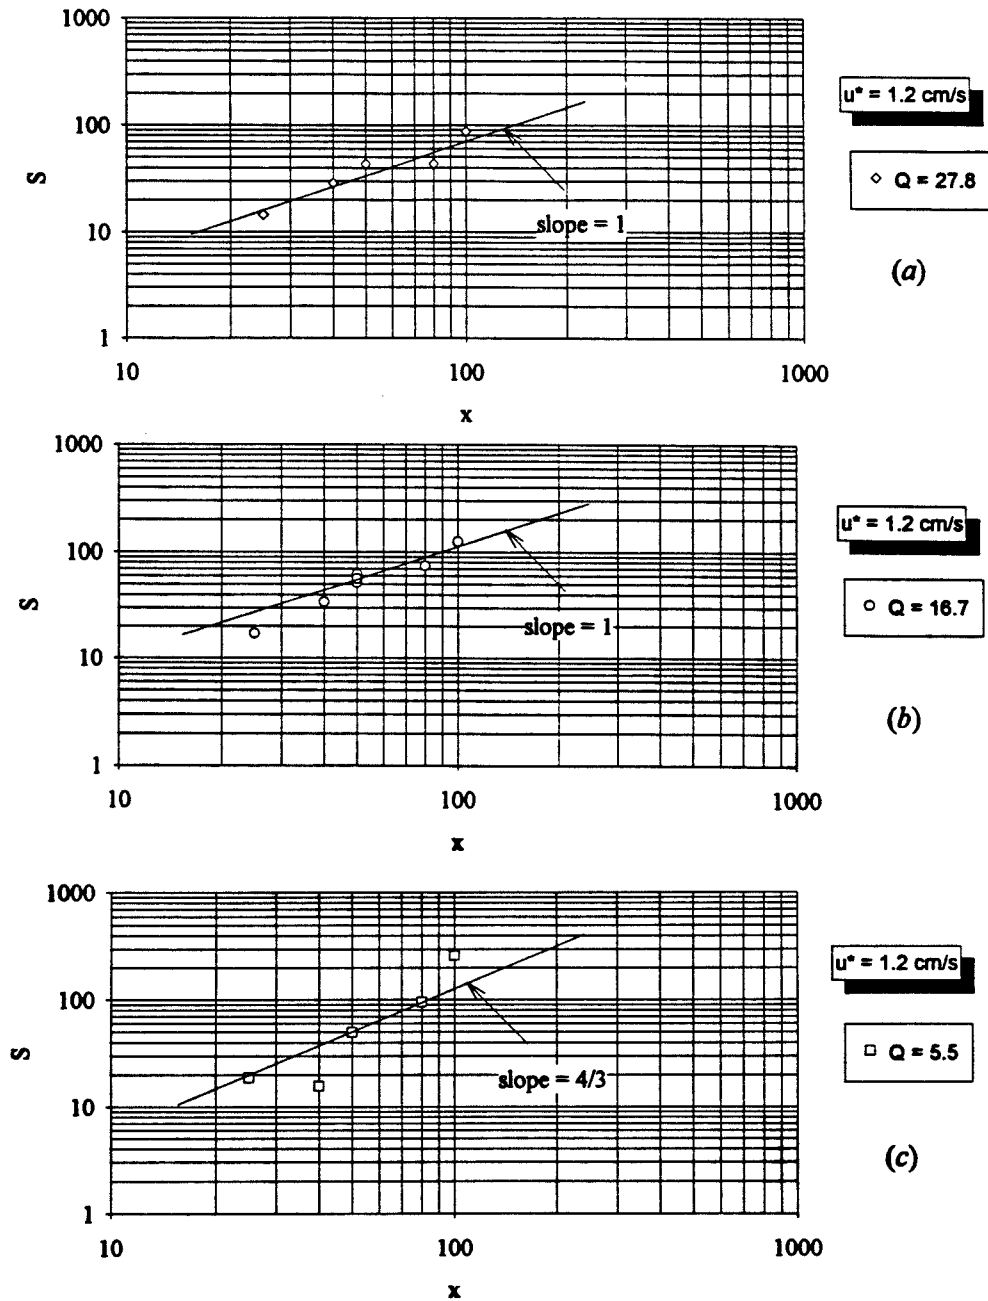 1000
100
10
1
S
10
100
1000
x
slope = 1
u* = 1.2 cm/s
Q = 27.8
(a)
1000
100
10
1
S
10
100
1000
x
slope = 1
u* = 1.2 cm/s
Q = 16.7
(b)
1000
100
10
1
S
10
100
1000
x
slope = 4/3
u* = 1.2 cm/s
Q = 5.5
(c)